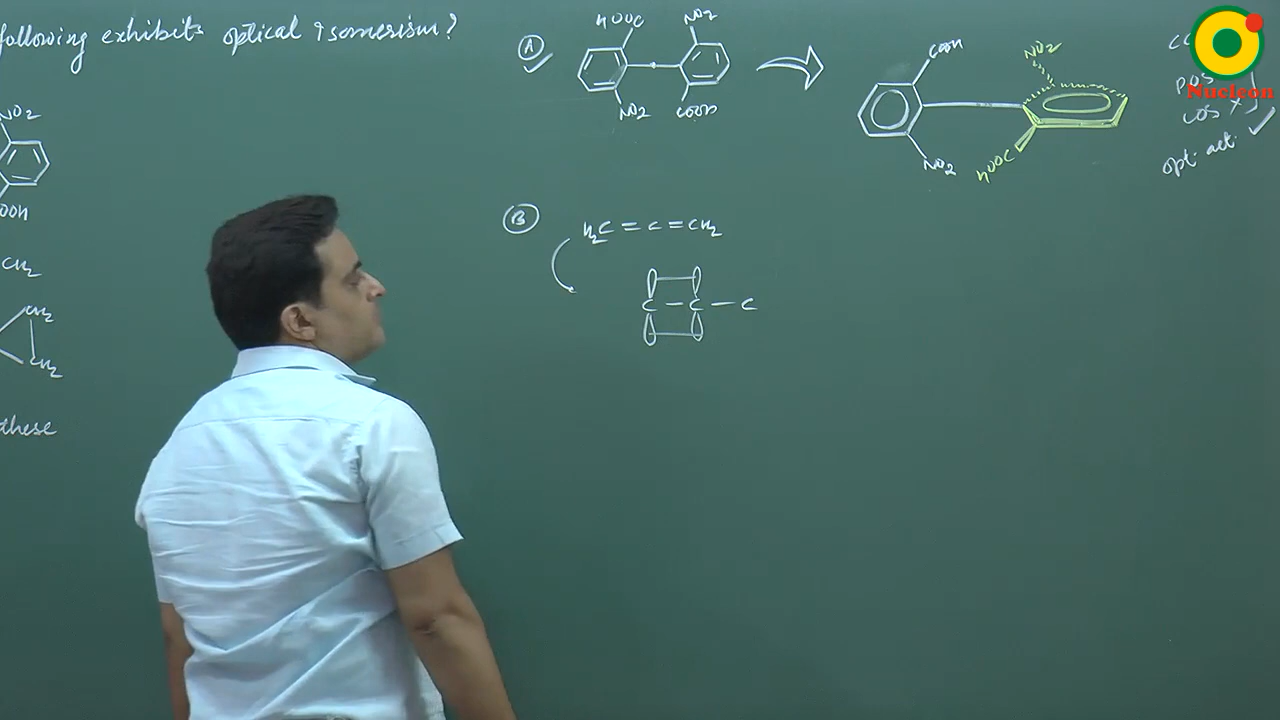 following exhibits optical isomerism?
NO2
COOH
CH2
CH2
CH2
these
A
HOOC NO2
NO2 COOH
COOH NO2
NO2 HOOC
B
H2C = C = CH2
C - C - C
Nucleon
POS
COS ×
opt. act. ✓